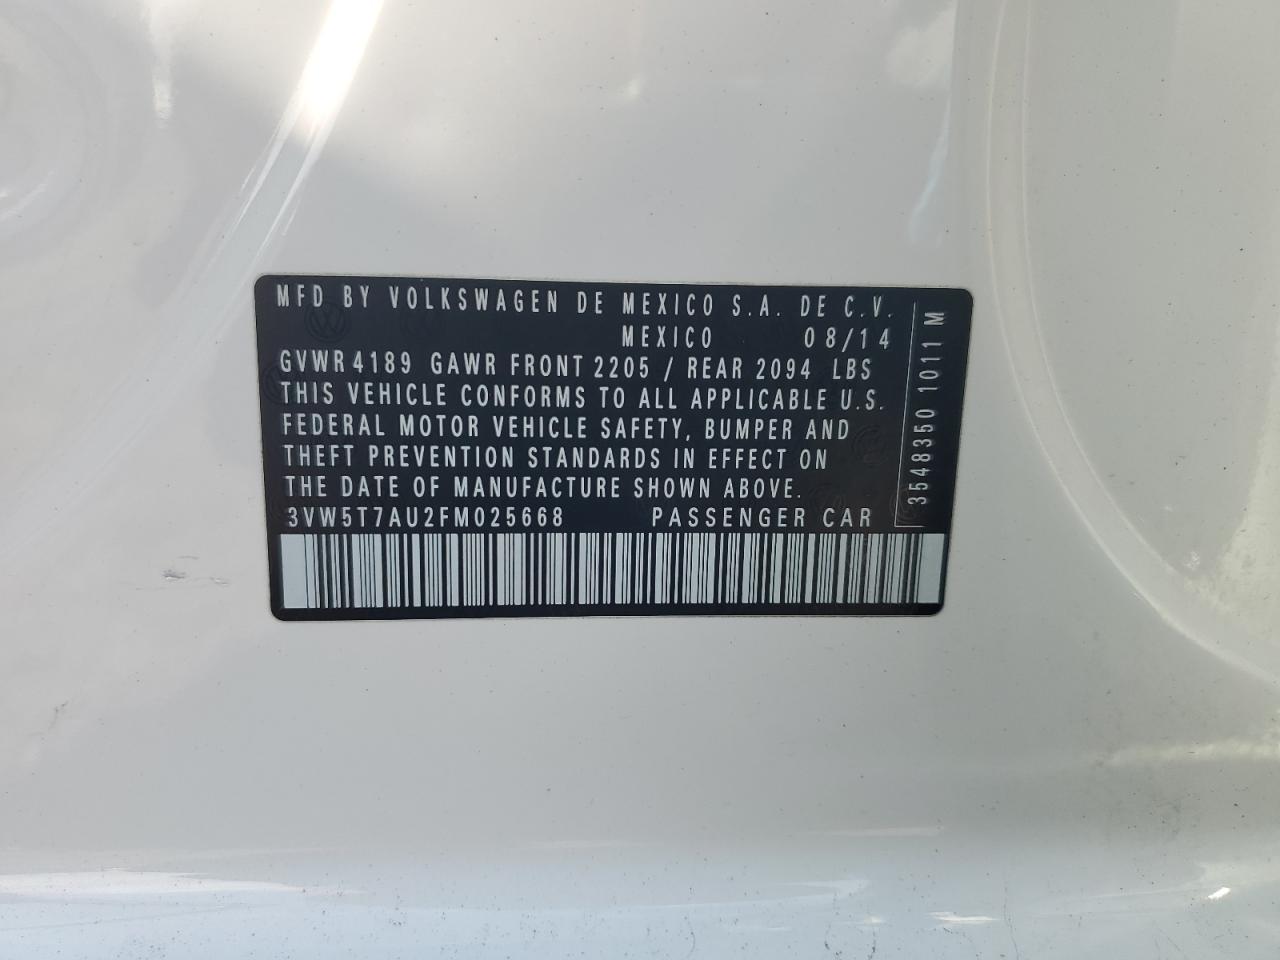 MFD BY VOLKSWAGEN DE MEXICO S.A. DE C.V.
MEXICO 08/14
GVWR 4189 GAWR FRONT 2205 / REAR 2094 LBS
THIS VEHICLE CONFORMS TO ALL APPLICABLE U.S.
FEDERAL MOTOR VEHICLE SAFETY, BUMPER AND
THEFT PREVENTION STANDARDS IN EFFECT ON
THE DATE OF MANUFACTURE SHOWN ABOVE.
3VW5T7AU2FM025668 PASSENGER CAR
3548350 1011 M